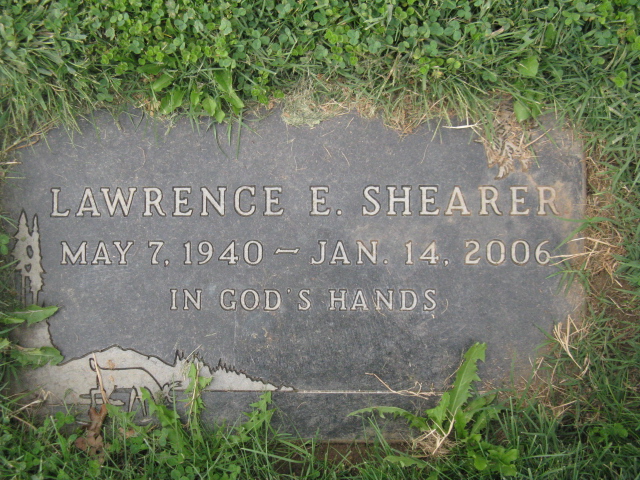 LAWRENCE E. SHEARER
MAY 7, 1940 ~ JAN. 14, 2006
IN GOD'S HANDS